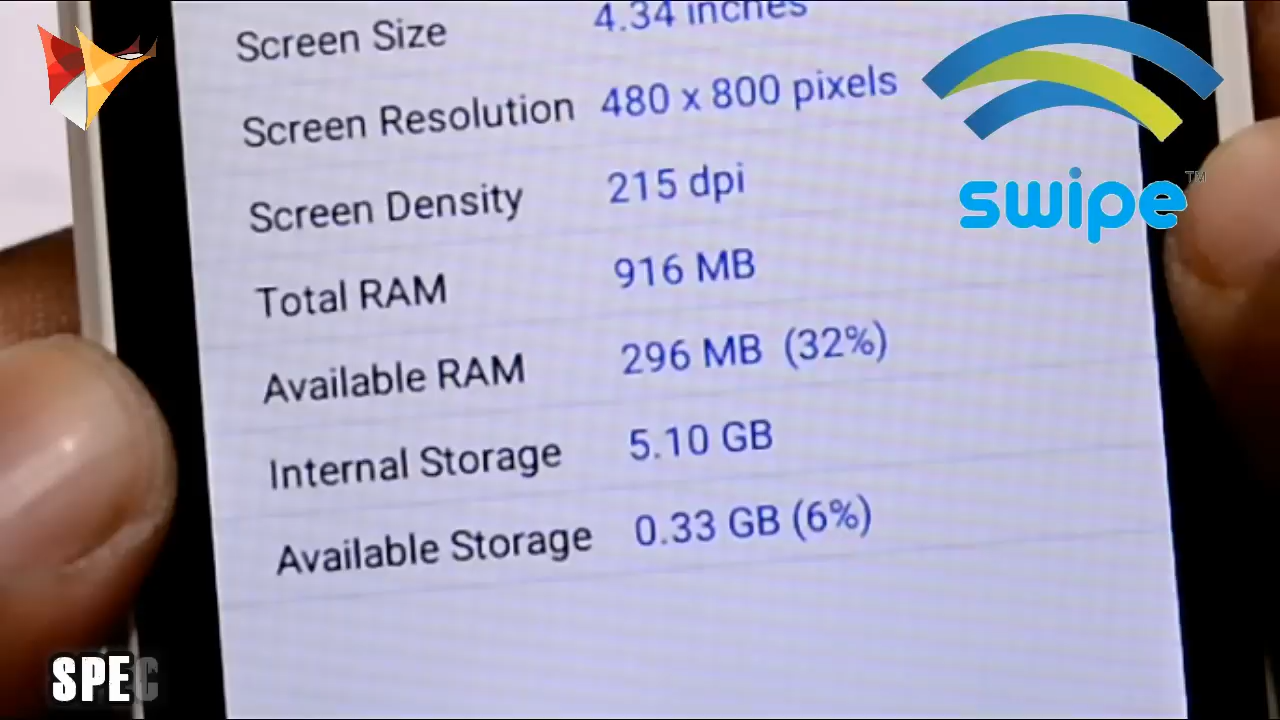 Screen Size 4.34 inches
Screen Resolution 480 x 800 pixels
Screen Density 215 dpi
Total RAM 916 MB
Available RAM 296 MB (32%)
Internal Storage 5.10 GB
Available Storage 0.33 GB (6%)
swipe™
SPEC